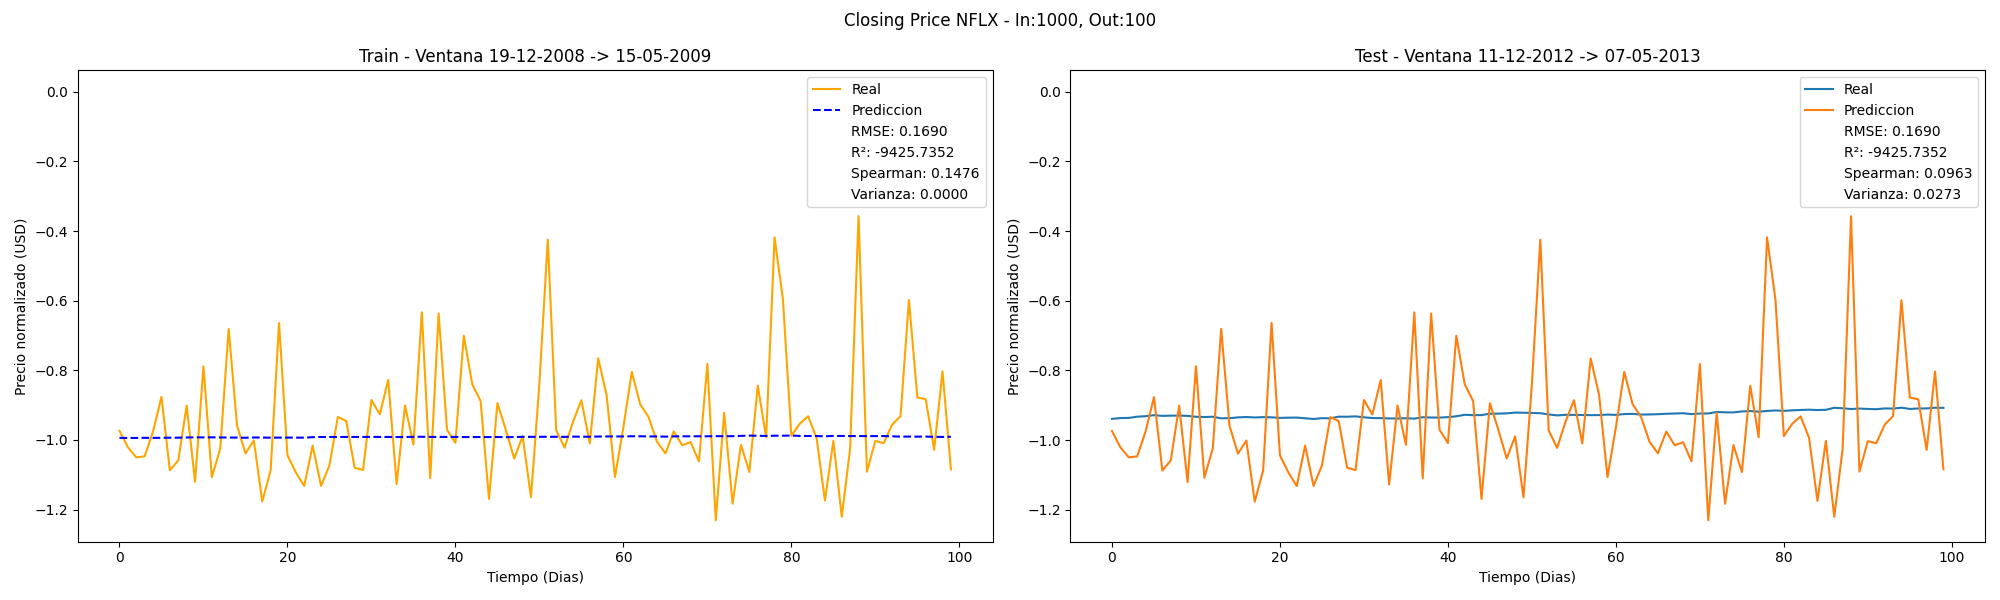 Closing Price NFLX - In:1000, Out:100
Train - Ventana 19-12-2008 -> 15-05-2009
Real
Prediccion
RMSE: 0.1690
R²: -9425.7352
Spearman: 0.1476
Varianza: 0.0000
Precio normalizado (USD)
0.0
−0.2
−0.4
−0.6
−0.8
−1.0
−1.2
0 20 40 60 80 100
Tiempo (Dias)
Test - Ventana 11-12-2012 -> 07-05-2013
Real
Prediccion
RMSE: 0.1690
R²: -9425.7352
Spearman: 0.0963
Varianza: 0.0273
Precio normalizado (USD)
0.0
−0.2
−0.4
−0.6
−0.8
−1.0
−1.2
0 20 40 60 80 100
Tiempo (Dias)